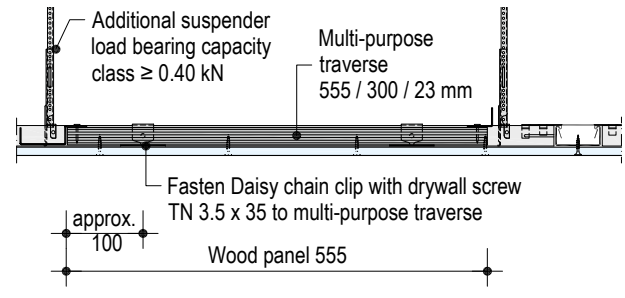 Additional suspender
load bearing capacity
class ≥ 0.40 kN
Multi-purpose
traverse
555 / 300 / 23 mm
Fasten Daisy chain clip with drywall screw
TN 3.5 x 35 to multi-purpose traverse
approx.
100
Wood panel 555